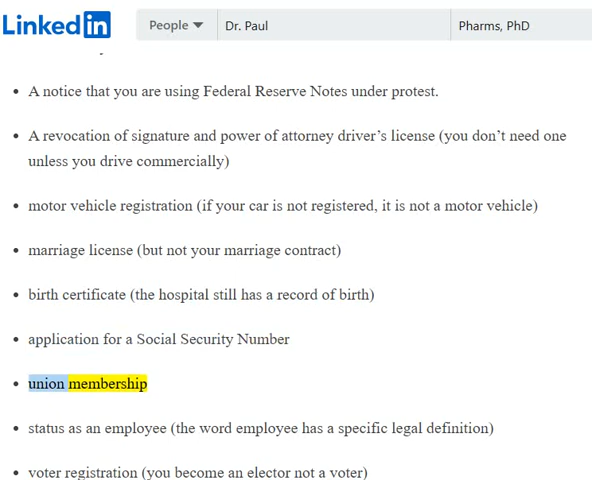 Linked in People Dr. Paul Pharms, PhD
• A notice that you are using Federal Reserve Notes under protest.
• A revocation of signature and power of attorney driver’s license (you don’t need one
unless you drive commercially)
• motor vehicle registration (if your car is not registered, it is not a motor vehicle)
• marriage license (but not your marriage contract)
• birth certificate (the hospital still has a record of birth)
• application for a Social Security Number
• union membership
• status as an employee (the word employee has a specific legal definition)
• voter registration (you become an elector not a voter)